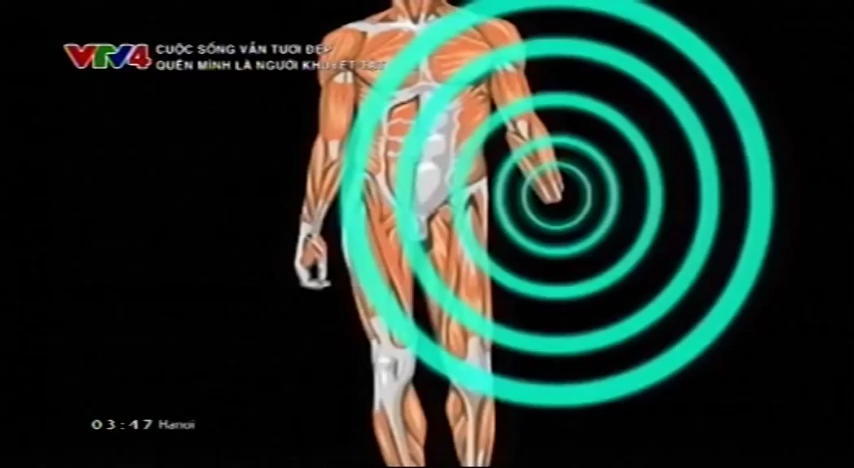 VTV4
CUỘC SỐNG VẪN TƯƠI ĐẸP
QUÊN MÌNH LÀ NGƯỜI KHUYẾT TẬT
03:47 Hanoi